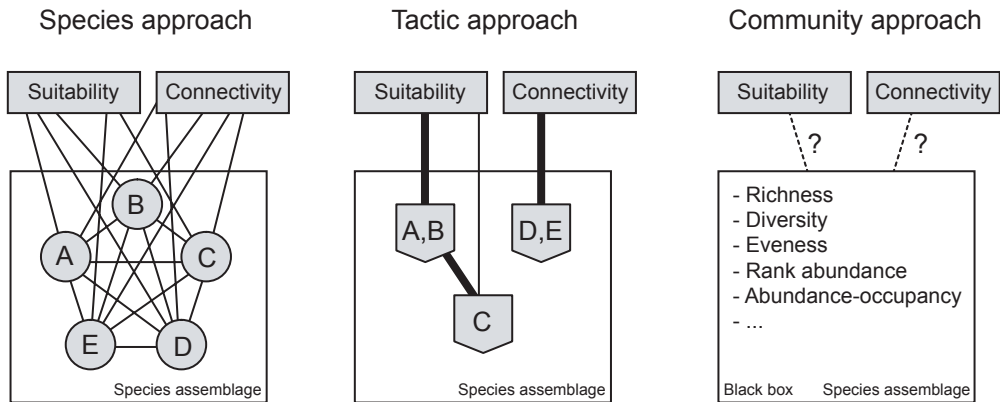 Species approach
Tactic approach
Community approach
Suitability
Connectivity
Suitability
Connectivity
Suitability
Connectivity
?
?
B
A
C
E
D
Species assemblage
A,B
D,E
C
Species assemblage
- Richness
- Diversity
- Eveness
- Rank abundance
- Abundance-occupancy
- ...
Black box
Species assemblage